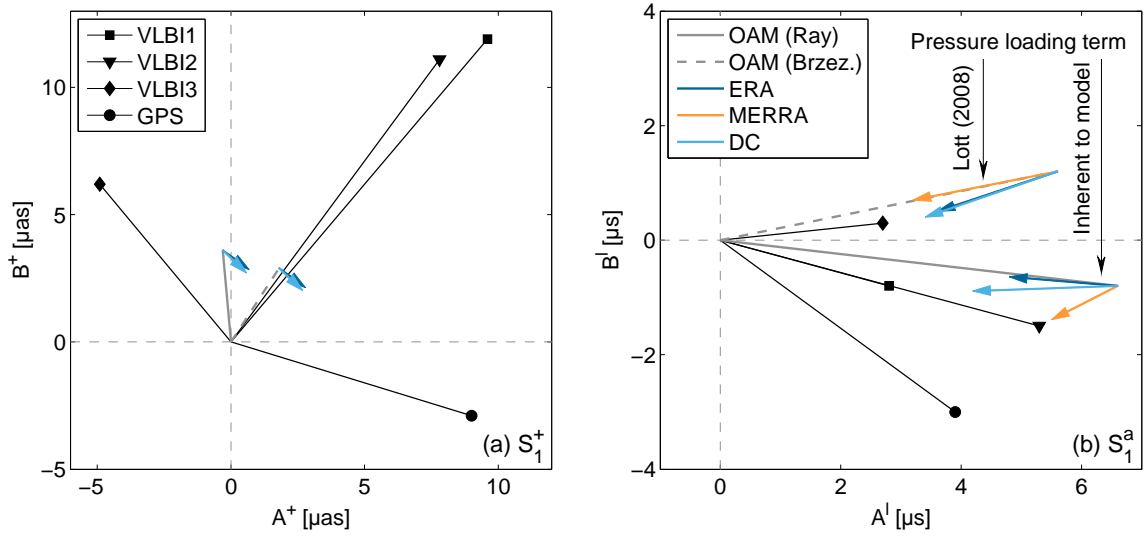 VLBI1
VLBI2
VLBI3
GPS
10
5
0
−5
B⁺ [µas]
−5
0
5
10
A⁺ [µas]
(a) S₁⁺
OAM (Ray)
OAM (Brzez.)
ERA
MERRA
DC
Pressure loading term
Lott (2008)
Inherent to model
4
2
0
−2
−4
Bˡ [µs]
0
2
4
6
Aˡ [µs]
(b) S₁ᵃ